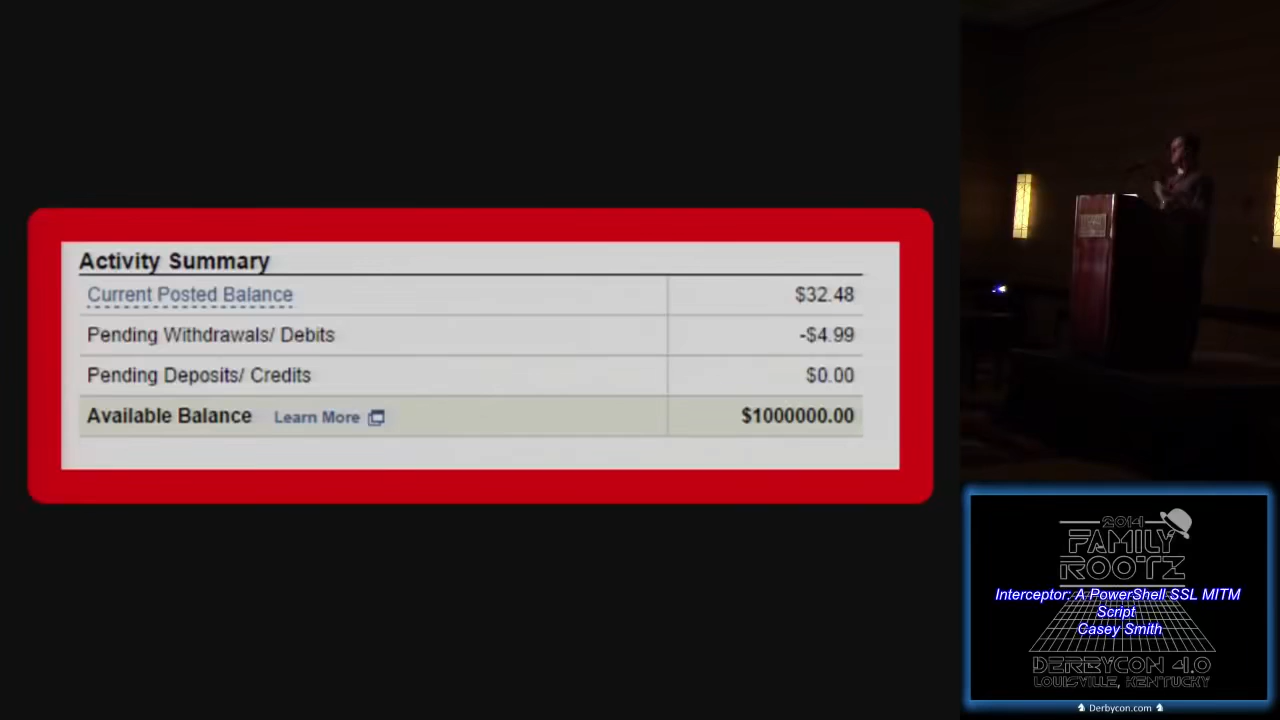 Activity Summary
Current Posted Balance $32.48
Pending Withdrawals/ Debits -$4.99
Pending Deposits/ Credits $0.00
Available Balance Learn More $1000000.00
2014
FAMILY
ROOTZ
Interceptor: A PowerShell SSL MITM
Script
Casey Smith
DERBYCON 4.0
LOUISVILLE, KENTUCKY
Derbycon.com